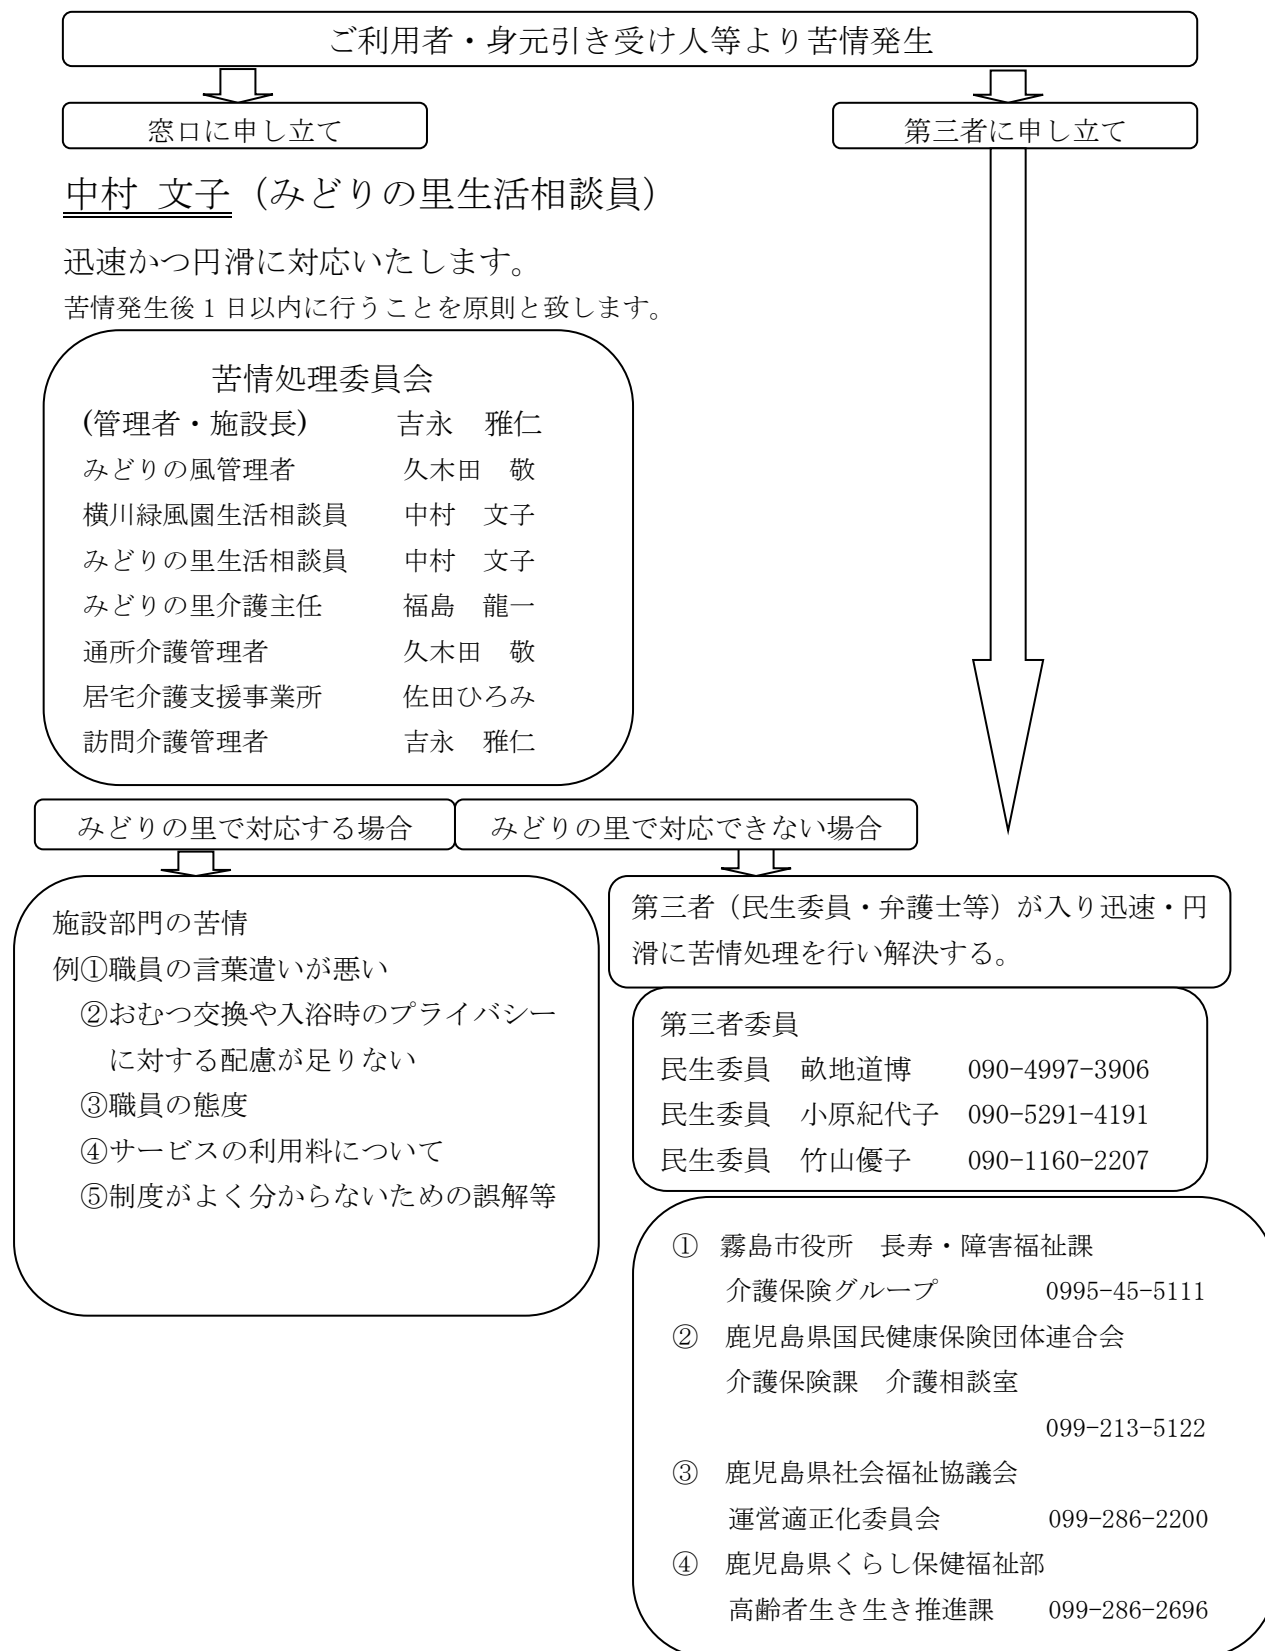 ご利用者・身元引き受け人等より苦情発生
窓口に申し立て
第三者に申し立て
中村 文子（みどりの里生活相談員）
迅速かつ円滑に対応いたします。
苦情発生後1日以内に行うことを原則と致します。
苦情処理委員会
(管理者・施設長) 吉永 雅仁
みどりの風管理者 久木田 敬
横川緑風園生活相談員 中村 文子
みどりの里生活相談員 中村 文子
みどりの里介護主任 福島 龍一
通所介護管理者 久木田 敬
居宅介護支援事業所 佐田ひろみ
訪問介護管理者 吉永 雅仁
みどりの里で対応する場合
みどりの里で対応できない場合
施設部門の苦情
例①職員の言葉遣いが悪い
②おむつ交換や入浴時のプライバシー
に対する配慮が足りない
③職員の態度
④サービスの利用料について
⑤制度がよく分からないための誤解等
第三者（民生委員・弁護士等）が入り迅速・円
滑に苦情処理を行い解決する。
第三者委員
民生委員 畝地道博 090-4997-3906
民生委員 小原紀代子 090-5291-4191
民生委員 竹山優子 090-1160-2207
① 霧島市役所 長寿・障害福祉課
介護保険グループ 0995-45-5111
② 鹿児島県国民健康保険団体連合会
介護保険課 介護相談室
099-213-5122
③ 鹿児島県社会福祉協議会
運営適正化委員会 099-286-2200
④ 鹿児島県くらし保健福祉部
高齢者生き生き推進課 099-286-2696